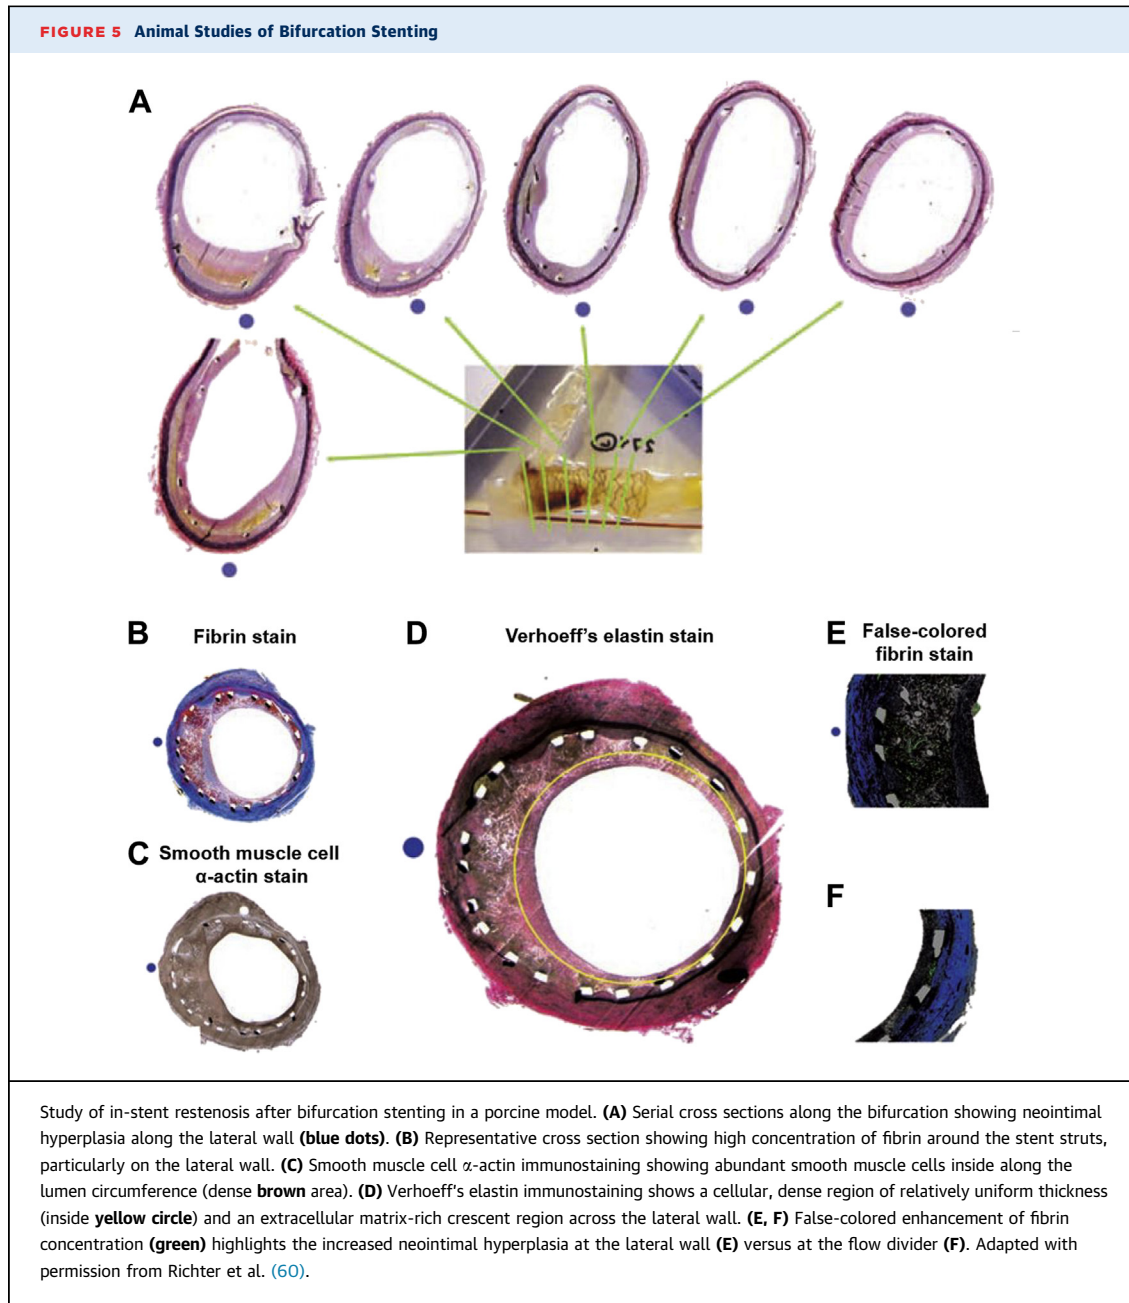 FIGURE 5 Animal Studies of Bifurcation Stenting
A
B
Fibrin stain
C
Smooth muscle cell
α-actin stain
D
Verhoeff's elastin stain
E
False-colored
fibrin stain
F
Study of in-stent restenosis after bifurcation stenting in a porcine model. (A) Serial cross sections along the bifurcation showing neointimal
hyperplasia along the lateral wall (blue dots). (B) Representative cross section showing high concentration of fibrin around the stent struts,
particularly on the lateral wall. (C) Smooth muscle cell α-actin immunostaining showing abundant smooth muscle cells inside along the
lumen circumference (dense brown area). (D) Verhoeff's elastin immunostaining shows a cellular, dense region of relatively uniform thickness
(inside yellow circle) and an extracellular matrix-rich crescent region across the lateral wall. (E, F) False-colored enhancement of fibrin
concentration (green) highlights the increased neointimal hyperplasia at the lateral wall (E) versus at the flow divider (F). Adapted with
permission from Richter et al. (60).